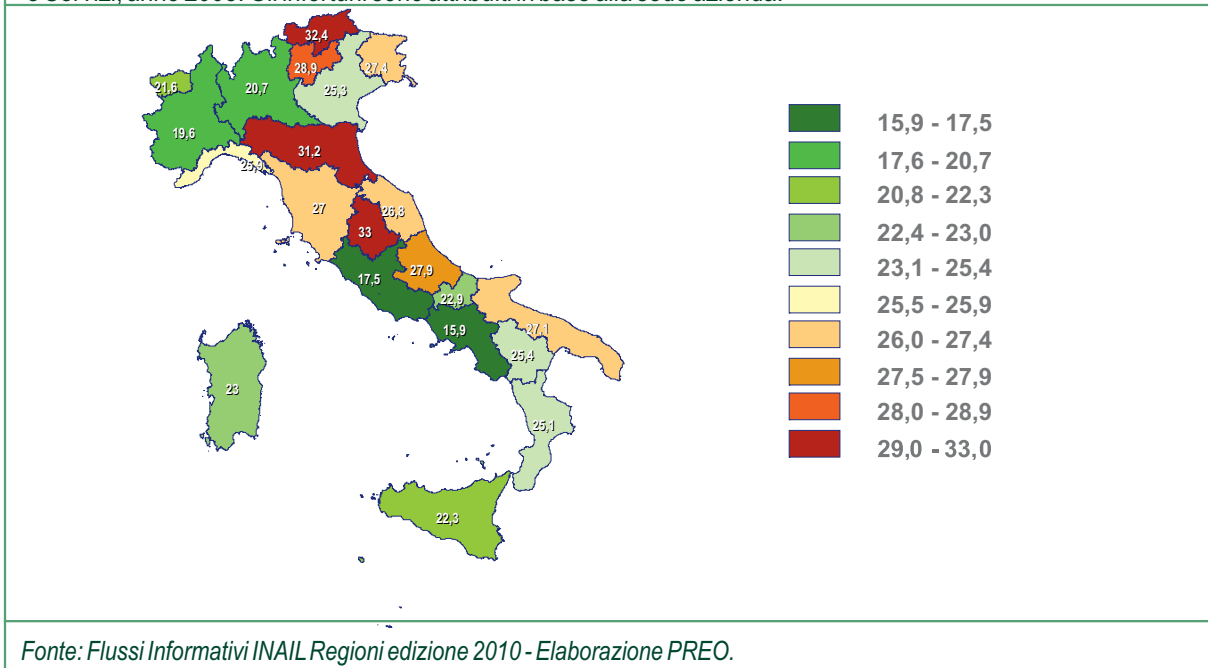 32,4
28,9
27,4
21,6
20,7
25,3
19,6
31,2
25,9
27
26,8
33
27,9
17,5
22,9
15,9
27,1
25,4
23
25,1
22,3
15,9 - 17,5
17,6 - 20,7
20,8 - 22,3
22,4 - 23,0
23,1 - 25,4
25,5 - 25,9
26,0 - 27,4
27,5 - 27,9
28,0 - 28,9
29,0 - 33,0
Fonte: Flussi Informativi INAIL Regioni edizione 2010 - Elaborazione PREO.